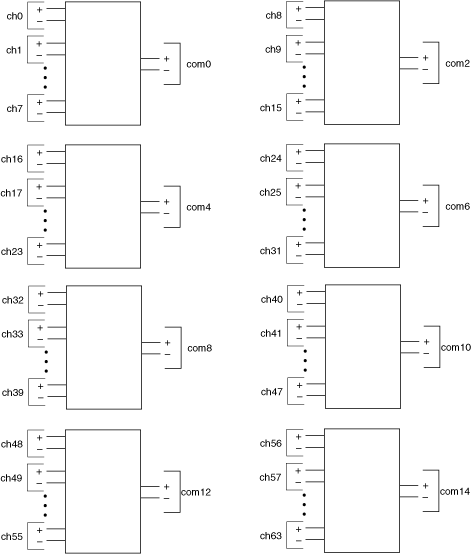 ch0 + −
ch1 + −
ch7 + −
+ − com0
ch8 + −
ch9 + −
ch15 + −
+ − com2
ch16 + −
ch17 + −
ch23 + −
+ − com4
ch24 + −
ch25 + −
ch31 + −
+ − com6
ch32 + −
ch33 + −
ch39 + −
+ − com8
ch40 + −
ch41 + −
ch47 + −
+ − com10
ch48 + −
ch49 + −
ch55 + −
+ − com12
ch56 + −
ch57 + −
ch63 + −
+ − com14